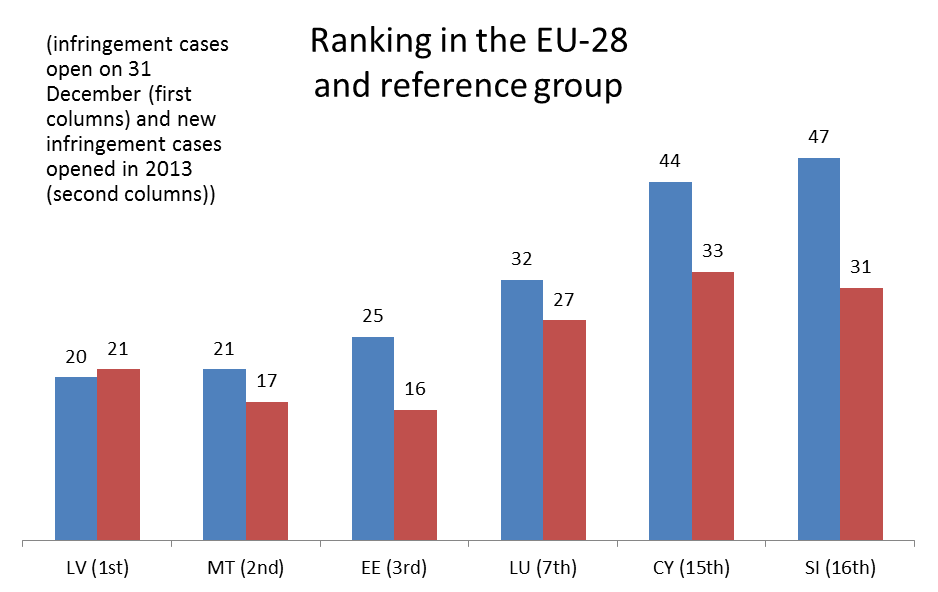 (infringement cases
open on 31
December (first
columns) and new
infringement cases
opened in 2013
(second columns))
Ranking in the EU-28
and reference group
20 21 21 17 25 16 32 27 44 33 47 31
LV (1st) MT (2nd) EE (3rd) LU (7th) CY (15th) SI (16th)